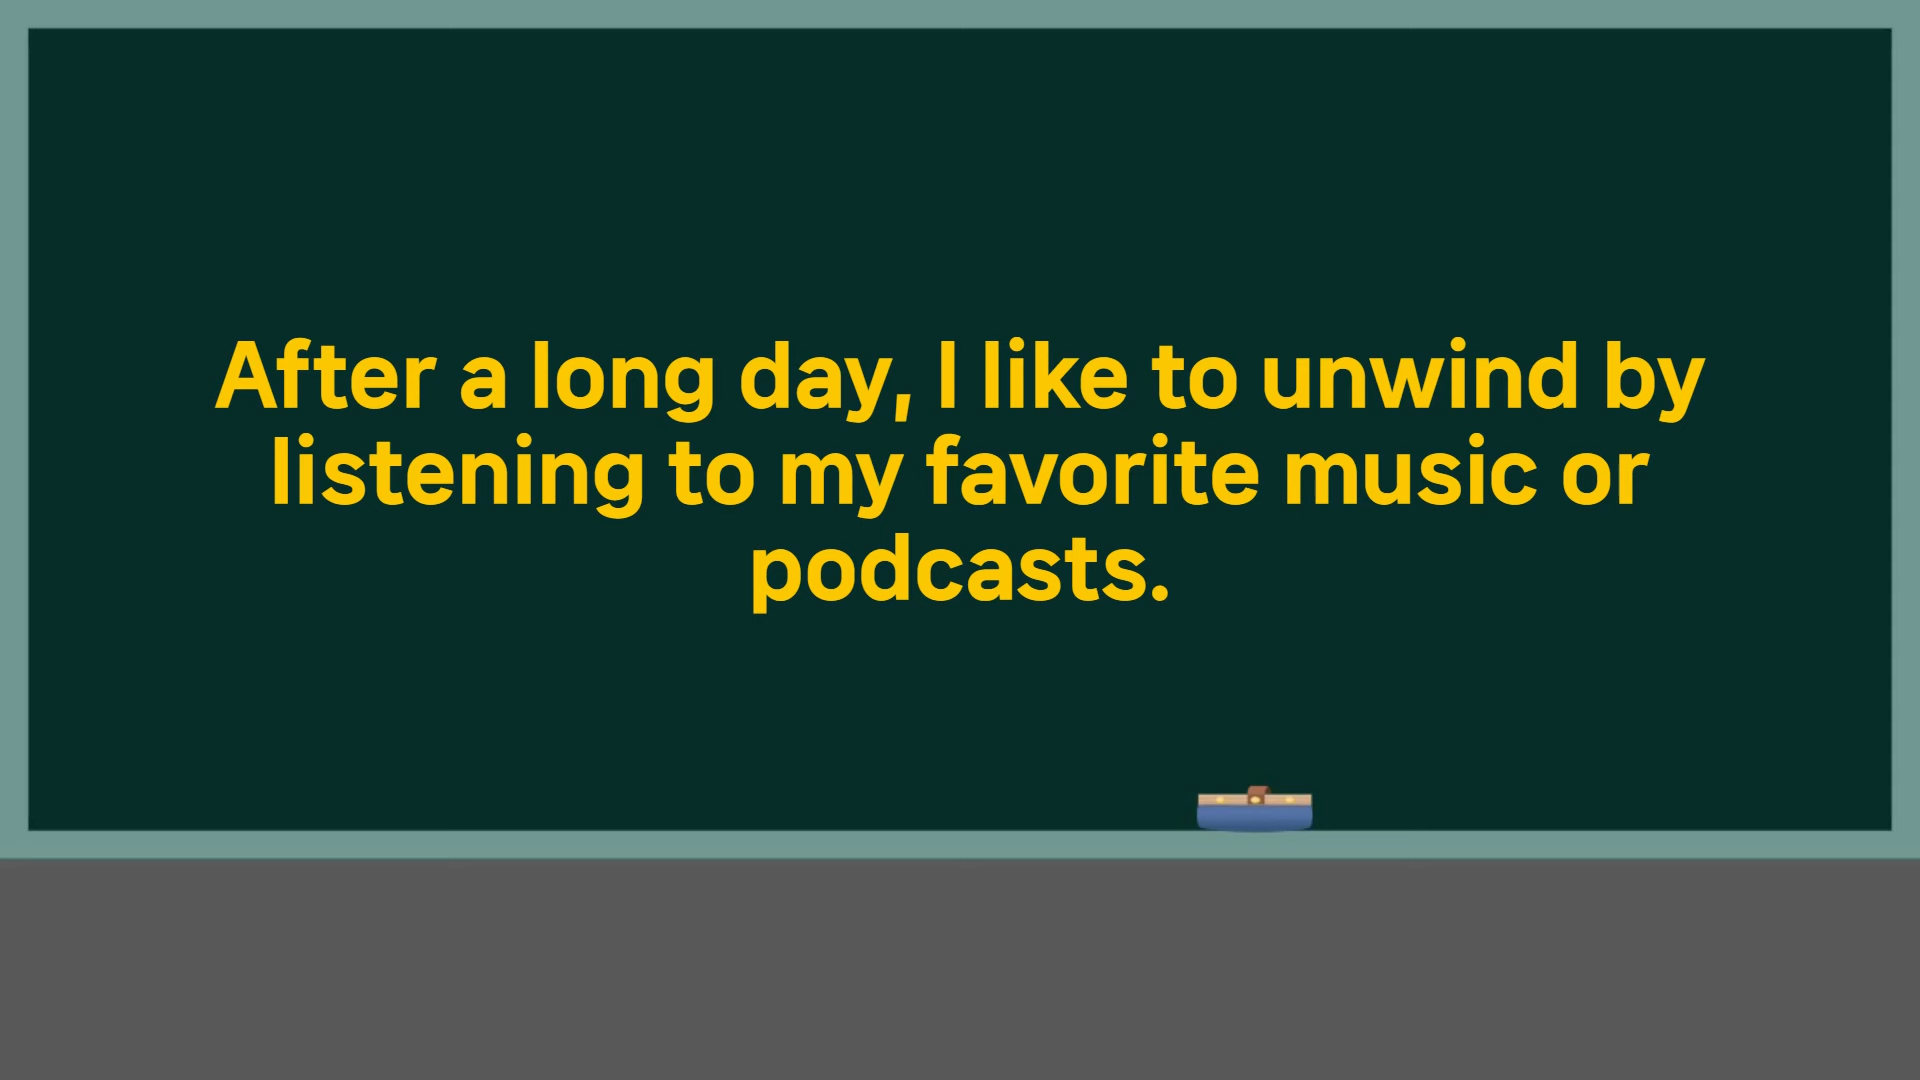 After a long day, I like to unwind by
listening to my favorite music or
podcasts.